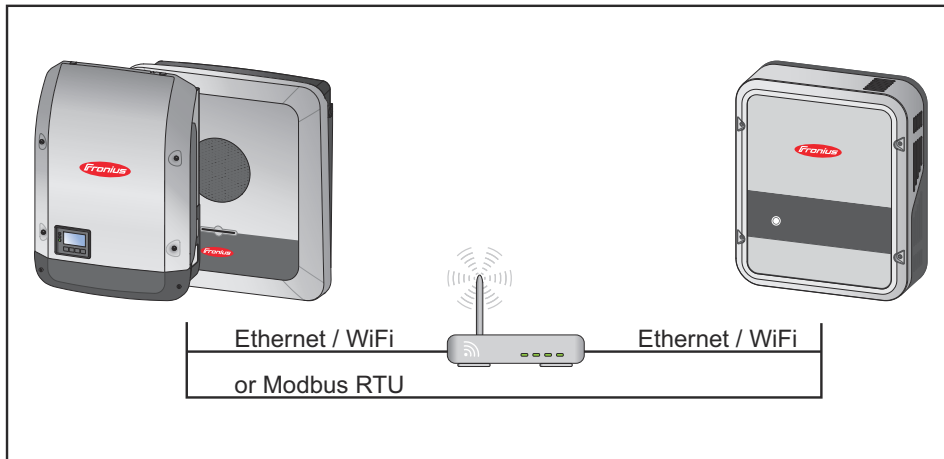 Fronius
Fronius
Fronius
Ethernet / WiFi
Ethernet / WiFi
or Modbus RTU